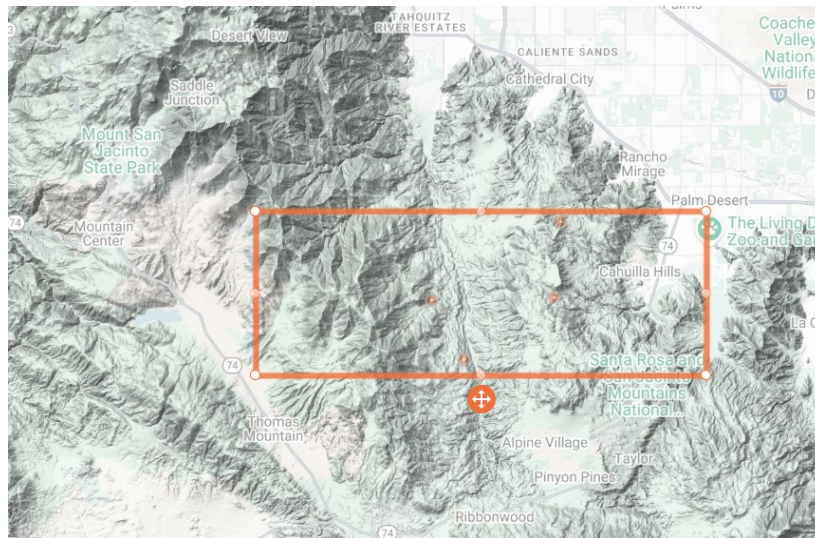 Palms
TAHQUITZ
RIVER ESTATES
Desert View
CALIENTE SANDS
Coache
Valley
Nationa
Wildlife
Cathedral City
Saddle
Junction
10
D
Mount San
Jacinto
State Park
Rancho
Mirage
Palm Desert
74
Mountain
Center
The Living D
Zoo and Gar
74
Cahuilla Hills
La C
74
Santa Rosa and
San Jacinto
Mountains
National...
Thomas
Mountain
Alpine Village
Taylor
Pinyon Pines
Ribbonwood
74